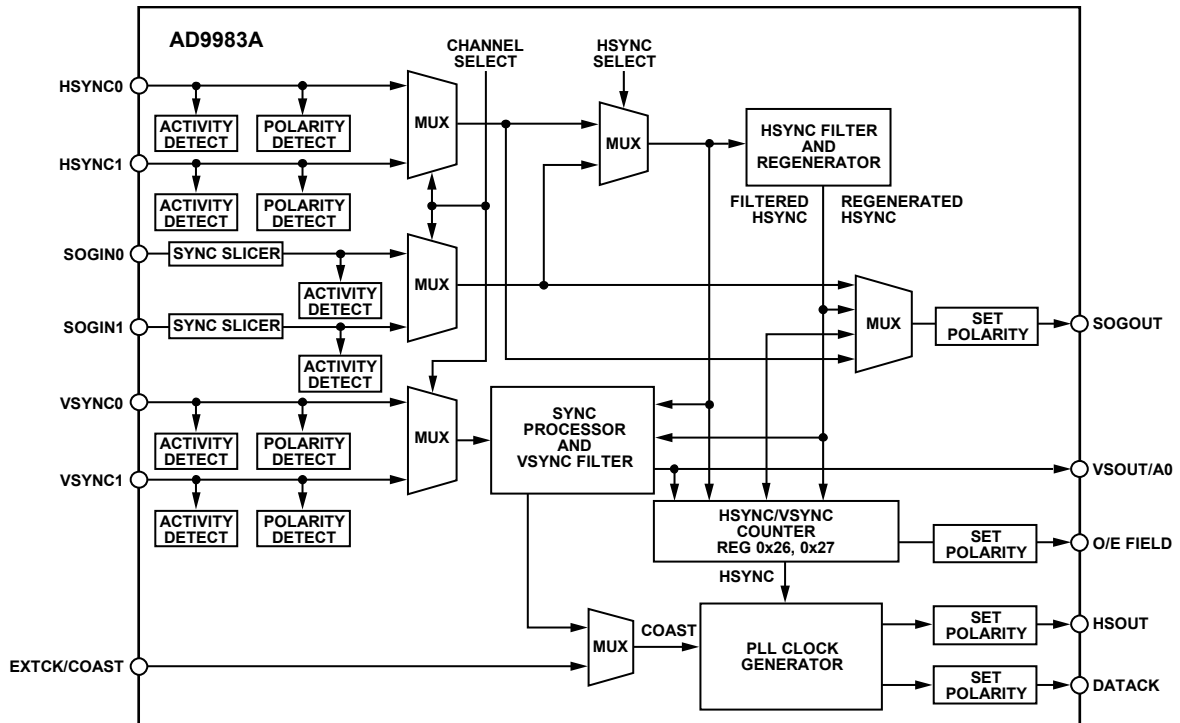 AD9983A
CHANNEL
SELECT
HSYNC
SELECT
HSYNC0
ACTIVITY
DETECT
POLARITY
DETECT
MUX
MUX
HSYNC FILTER
AND
REGENERATOR
HSYNC1
ACTIVITY
DETECT
POLARITY
DETECT
FILTERED
HSYNC
REGENERATED
HSYNC
SOGIN0
SYNC SLICER
ACTIVITY
DETECT
MUX
SOGIN1
SYNC SLICER
ACTIVITY
DETECT
MUX
SET
POLARITY
SOGOUT
VSYNC0
ACTIVITY
DETECT
POLARITY
DETECT
MUX
SYNC
PROCESSOR
AND
VSYNC FILTER
VSYNC1
ACTIVITY
DETECT
POLARITY
DETECT
VSOUT/A0
HSYNC/VSYNC
COUNTER
REG 0x26, 0x27
SET
POLARITY
O/E FIELD
HSYNC
EXTCK/COAST
MUX
COAST
PLL CLOCK
GENERATOR
SET
POLARITY
HSOUT
SET
POLARITY
DATACK